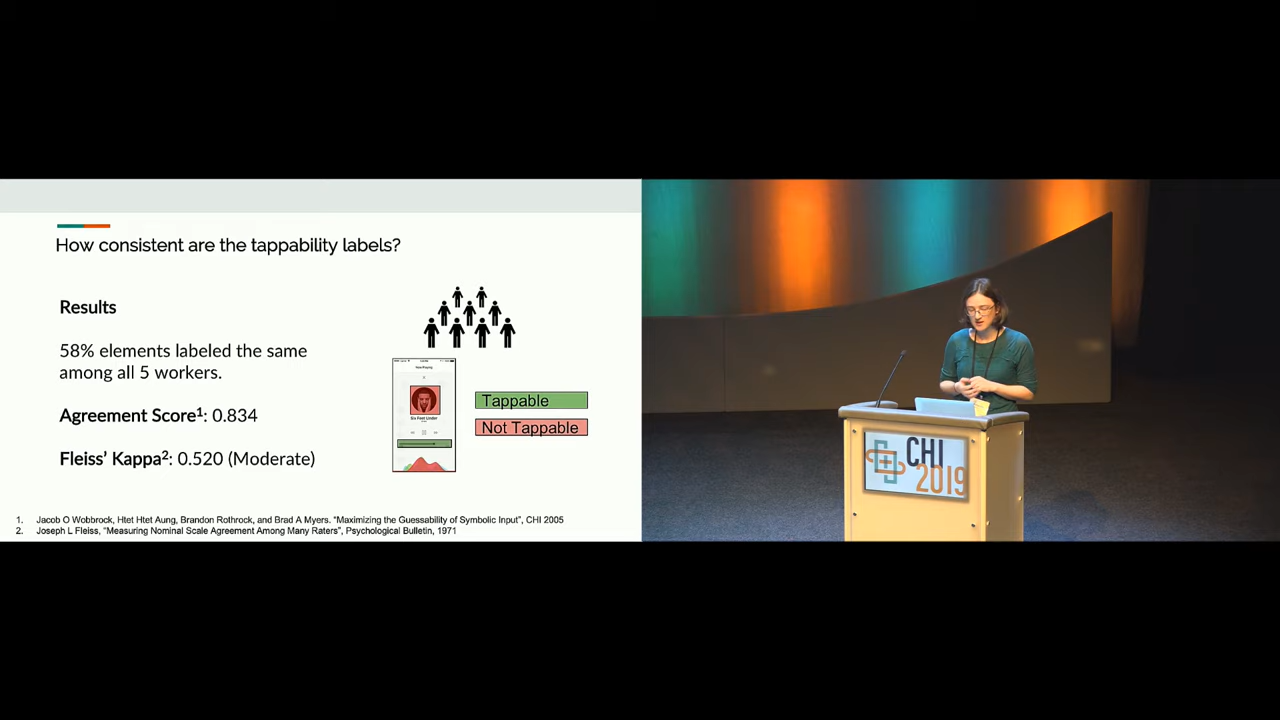 How consistent are the tappability labels?
Results
58% elements labeled the same
among all 5 workers.
Agreement Score1: 0.834
Fleiss' Kappa2: 0.520 (Moderate)
Tappable
Not Tappable
1. Jacob O Wobbrock, Htet Htet Aung, Brandon Rothrock, and Brad A Myers. "Maximizing the Guessability of Symbolic Input", CHI 2005
2. Joseph L Fleiss, "Measuring Nominal Scale Agreement Among Many Raters", Psychological Bulletin, 1971
CHI
2019